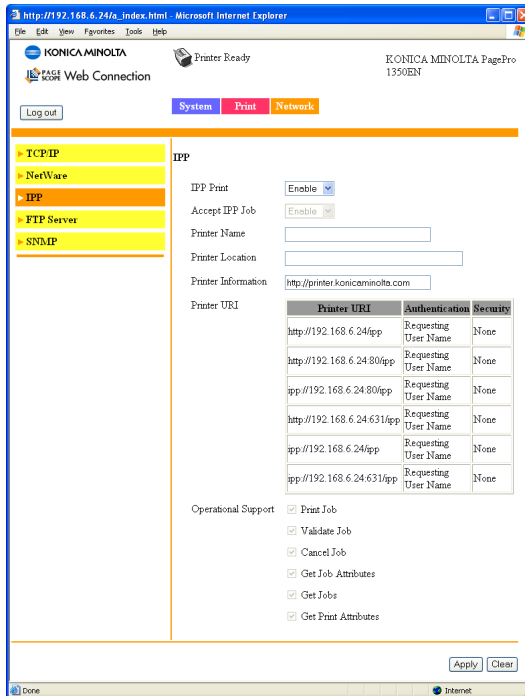 http://192.168.6.24/a_index.html - Microsoft Internet Explorer
File Edit View Favorites Tools Help
KONICA MINOLTA
Printer Ready
KONICA MINOLTA PagePro 1350EN
PAGE SCOPE Web Connection
Log out
System Print Network
TCP/IP
NetWare
IPP
FTP Server
SNMP
IPP
IPP Print Enable
Accept IPP Job Enable
Printer Name
Printer Location
Printer Information http://printer.konicaminolta.com
Printer URI
Printer URI Authentication Security
http://192.168.6.24/ipp Requesting User Name None
http://192.168.6.24:80/ipp Requesting User Name None
ipp://192.168.6.24:80/ipp Requesting User Name None
http://192.168.6.24:631/ipp Requesting User Name None
ipp://192.168.6.24/ipp Requesting User Name None
ipp://192.168.6.24:631/ipp Requesting User Name None
Operational Support Print Job
Validate Job
Cancel Job
Get Job Attributes
Get Jobs
Get Print Attributes
Apply Clear
Done Internet